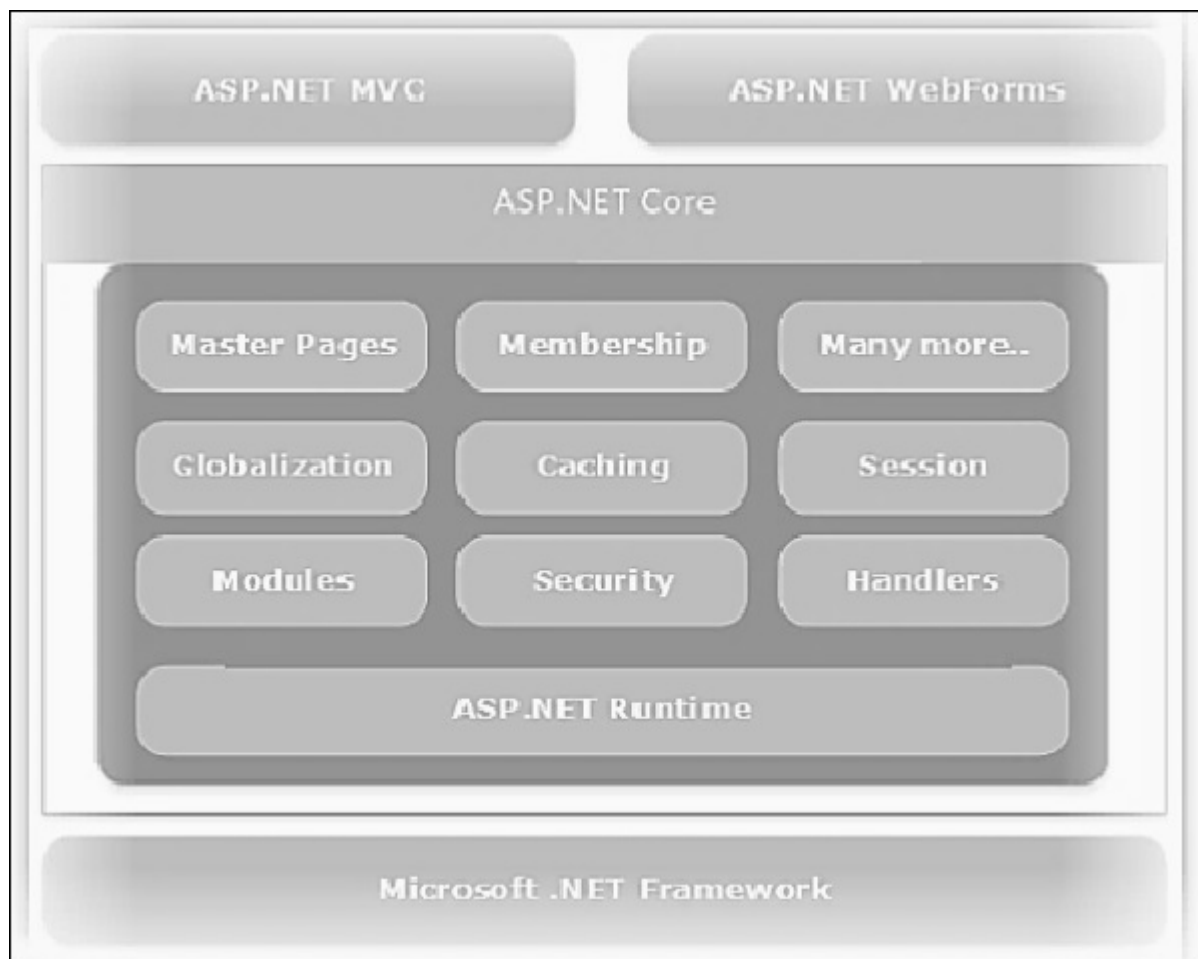 ASP.NET MVC
ASP.NET WebForms
ASP.NET Core
Master Pages
Membership
Many more..
Globalization
Caching
Session
Modules
Security
Handlers
ASP.NET Runtime
Microsoft .NET Framework